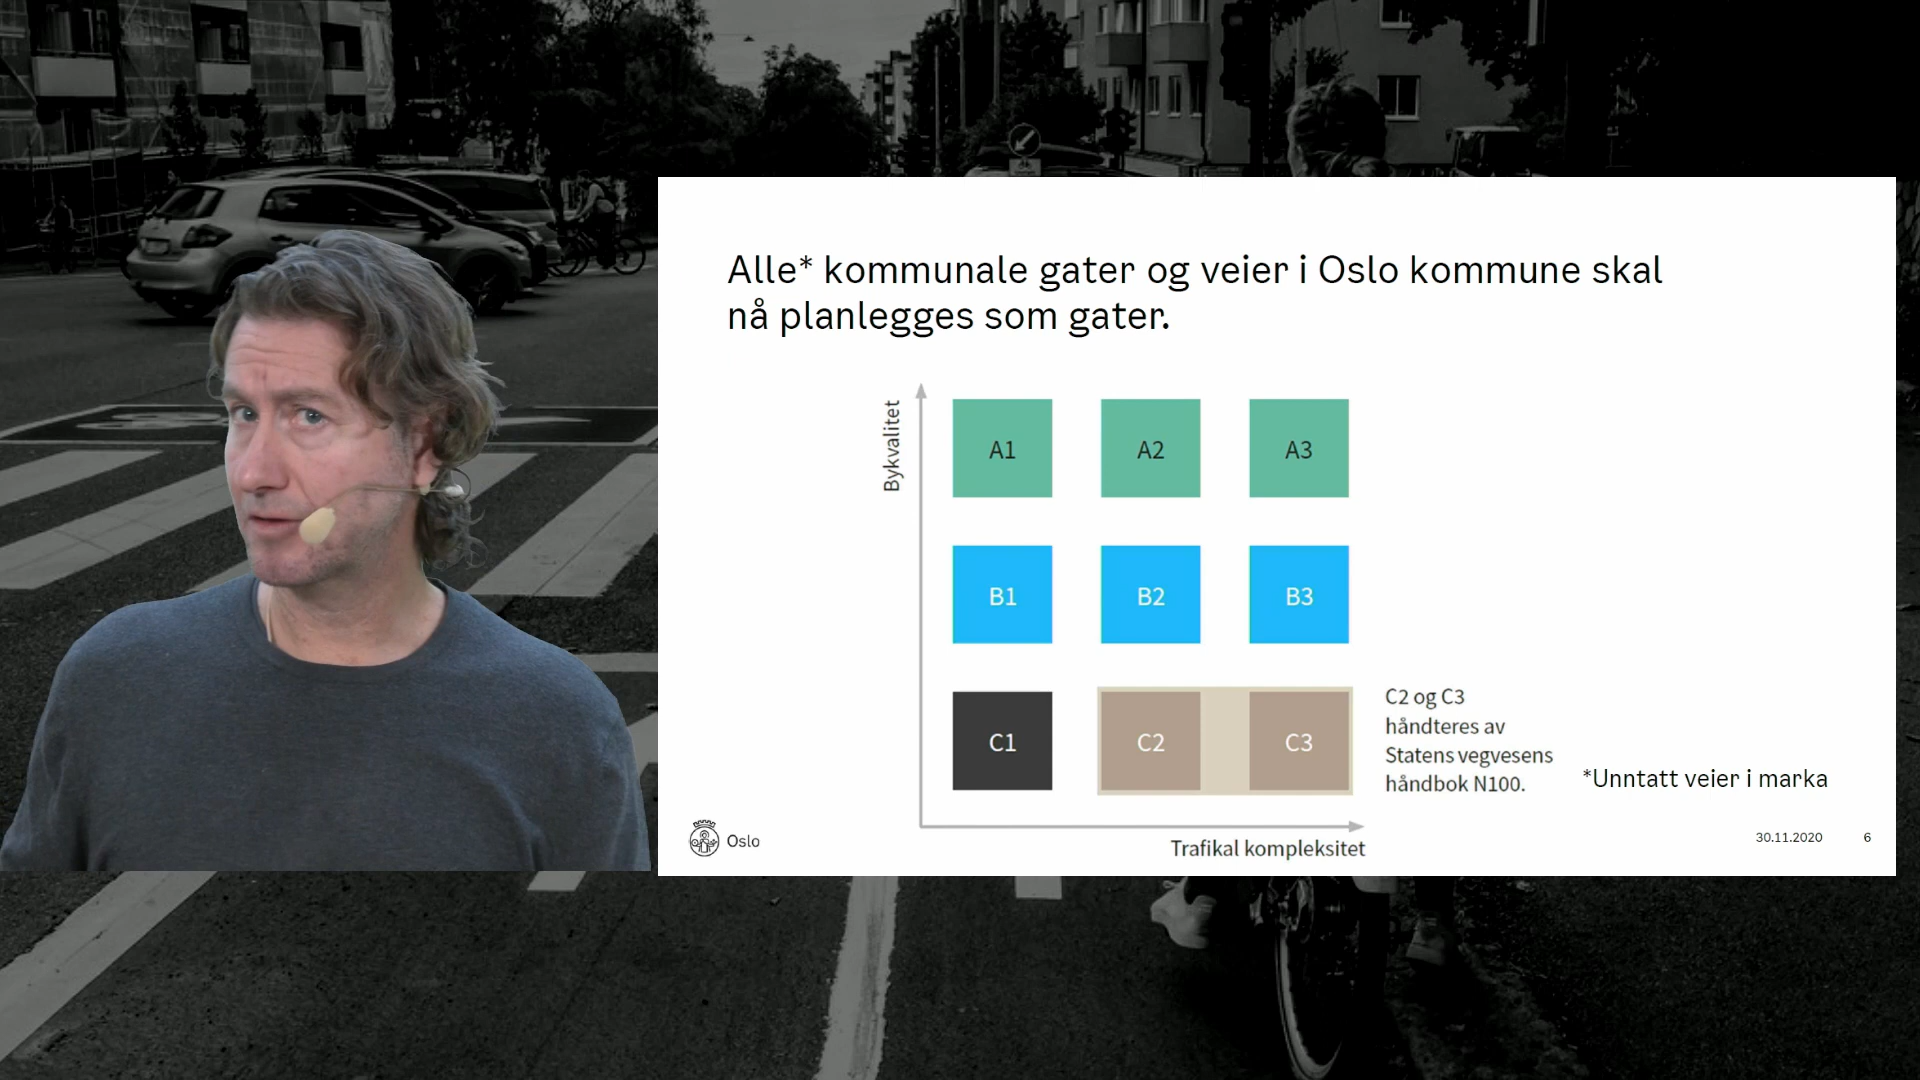 Alle* kommunale gater og veier i Oslo kommune skal
nå planlegges som gater.
Bykvalitet
A1 A2 A3
B1 B2 B3
C1 C2 C3
C2 og C3
håndteres av
Statens vegvesens
håndbok N100.
*Unntatt veier i marka
Trafikal kompleksitet
Oslo
30.11.2020 6